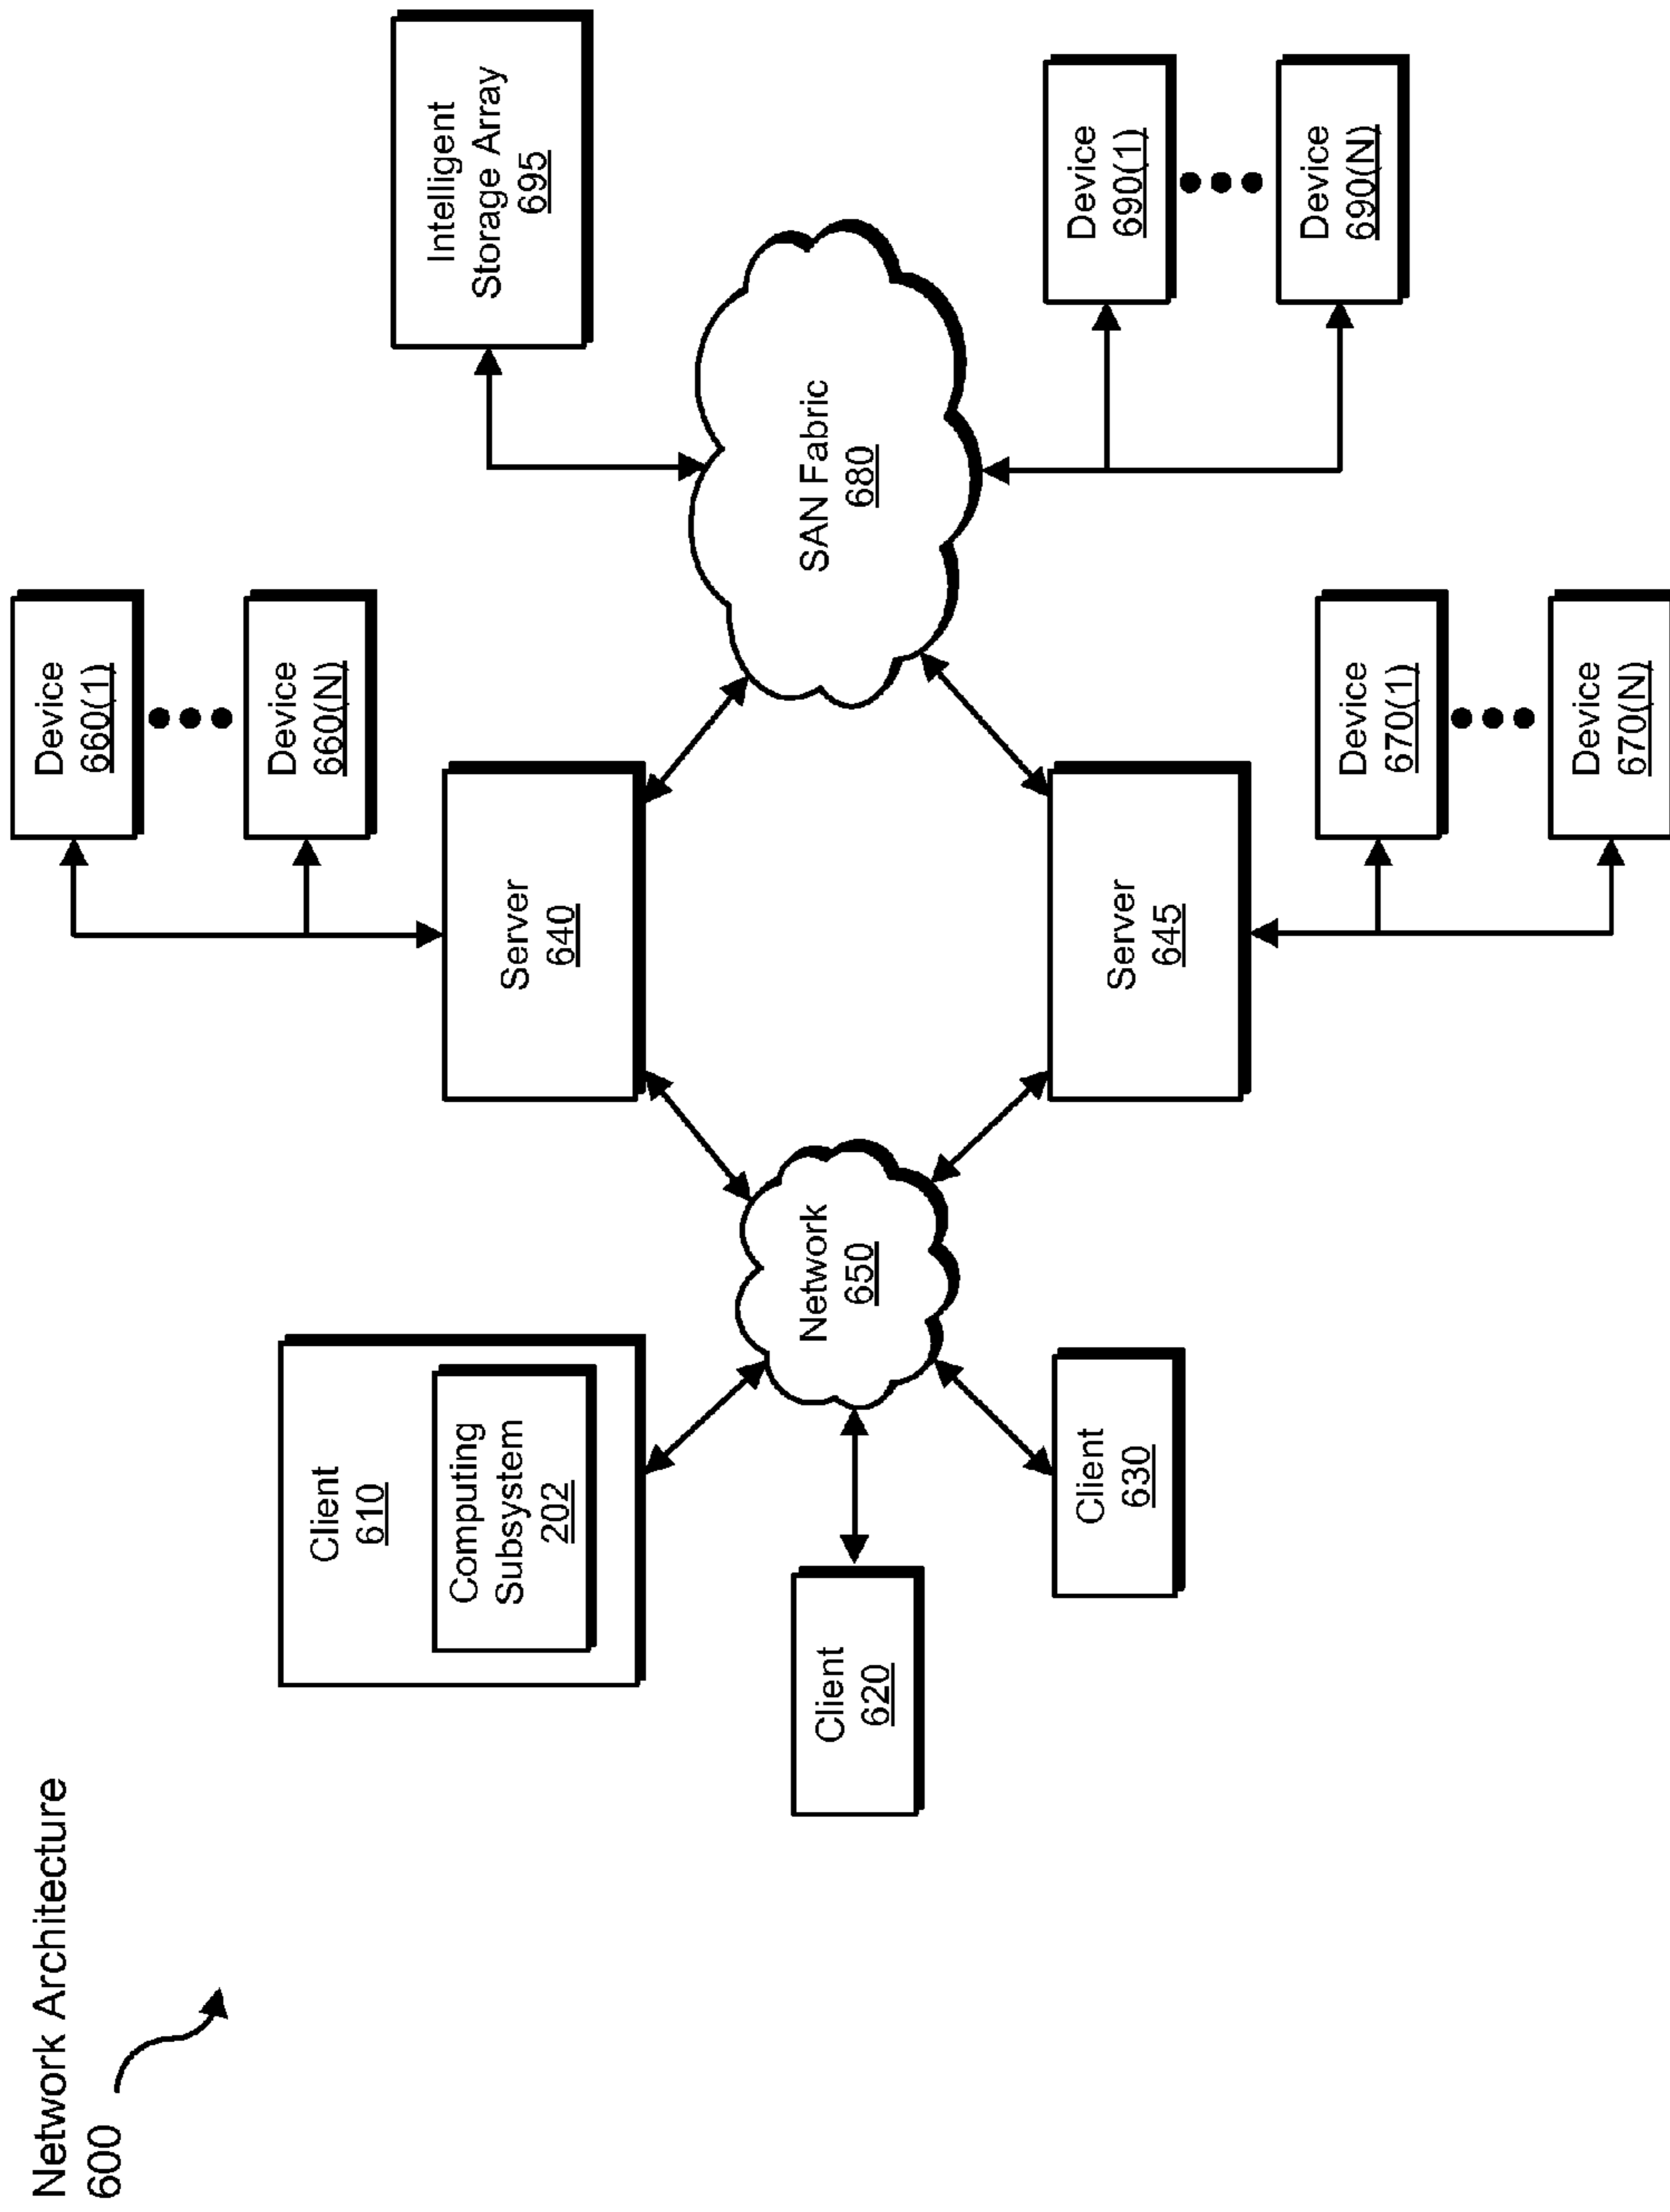 Network Architecture
600
Client
610
Computing
Subsystem
202
Client
620
Client
630
Network
650
Device
660(1)
Device
660(N)
Server
640
Server
645
Device
670(1)
Device
670(N)
SAN Fabric
680
Intelligent
Storage Array
695
Device
690(1)
Device
690(N)